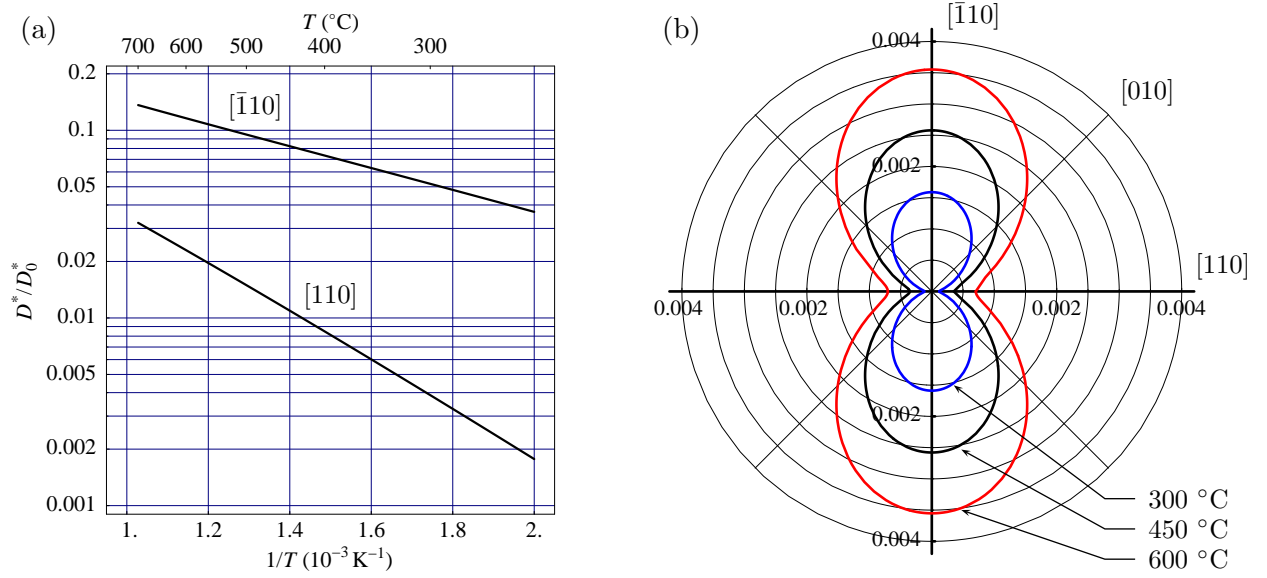 (a)
T (°C)
700 600 500 400 300
0.2
0.1
0.05
0.02
0.01
0.005
0.002
0.001
D*/D₀*
[1̄10]
[110]
1. 1.2 1.4 1.6 1.8 2.
1/T (10⁻³ K⁻¹)
(b)
[1̄10]
0.004
[010]
0.002
[110]
0.004 0.002 0.002 0.004
0.002
0.004
300 °C
450 °C
600 °C